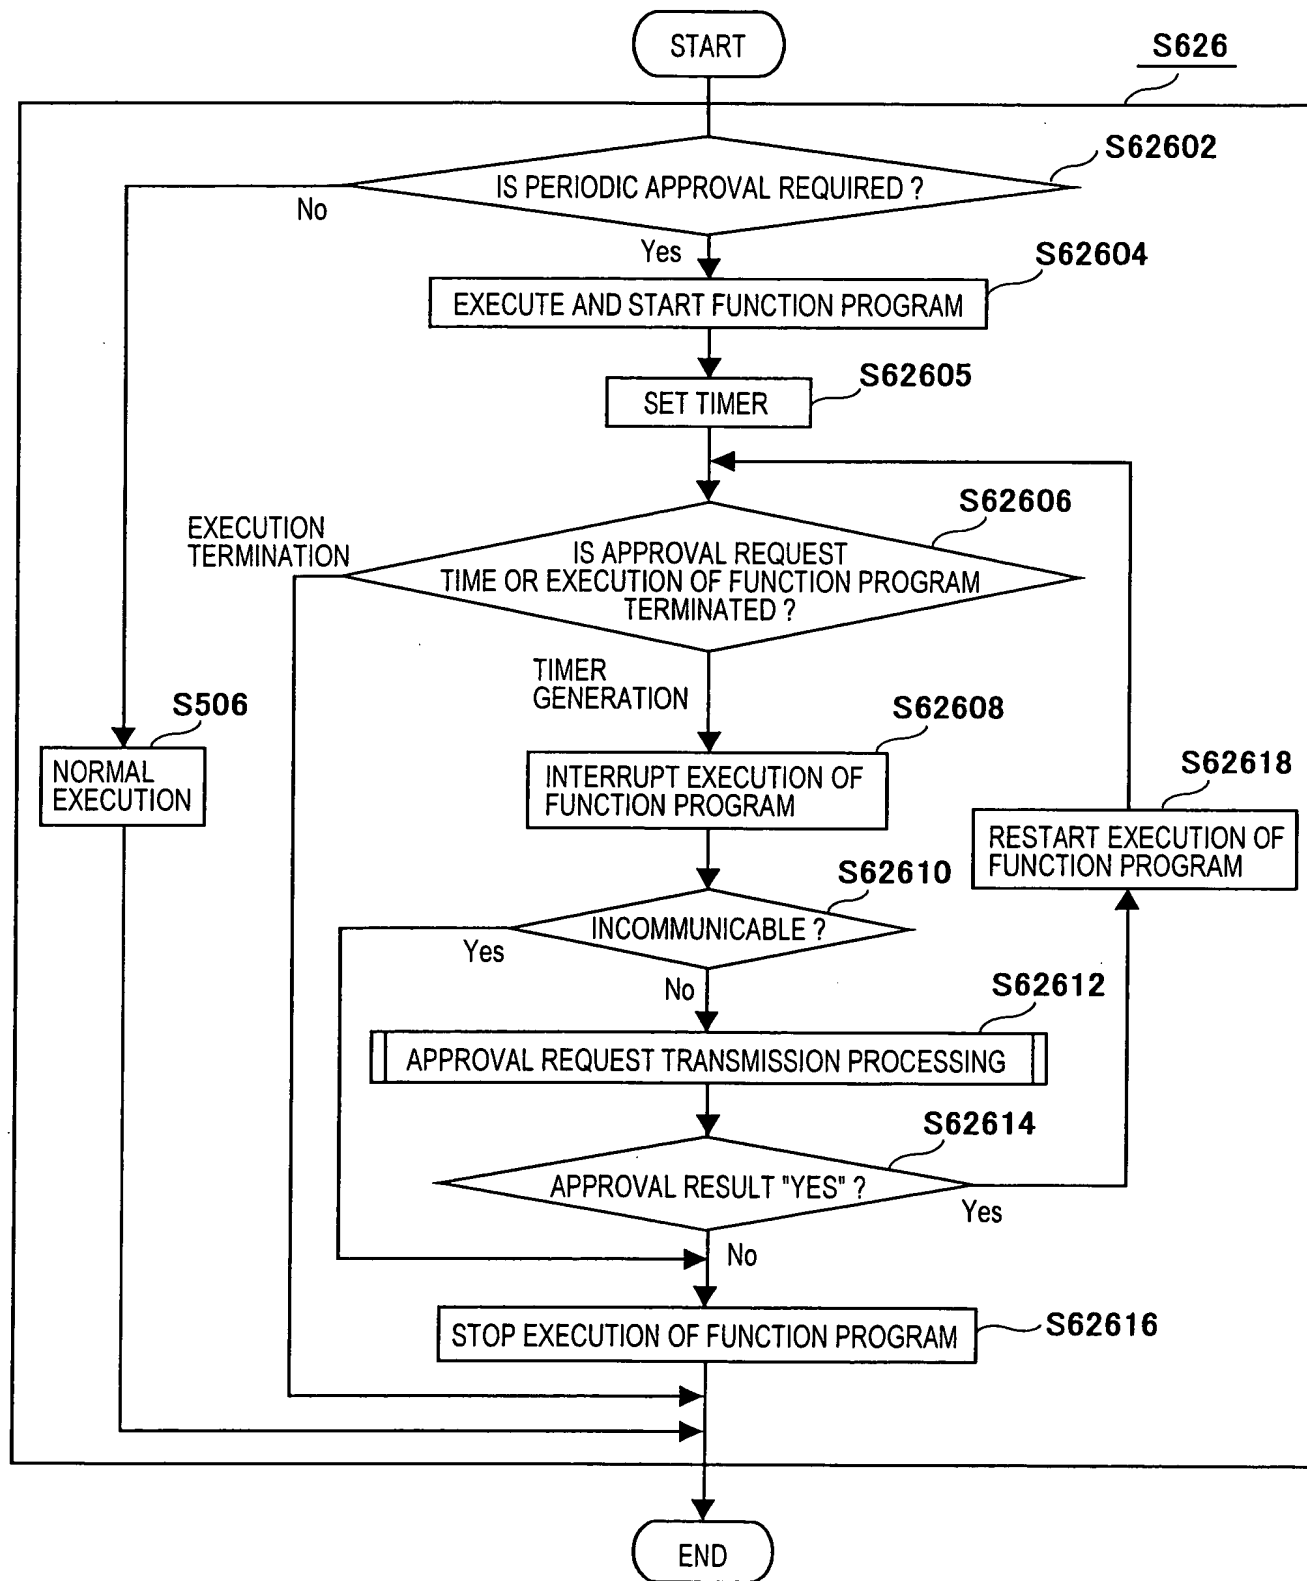 START
S626
S62602
IS PERIODIC APPROVAL REQUIRED ?
No
Yes
S62604
EXECUTE AND START FUNCTION PROGRAM
S62605
SET TIMER
S62606
EXECUTION
TERMINATION
IS APPROVAL REQUEST
TIME OR EXECUTION OF FUNCTION PROGRAM
TERMINATED ?
TIMER
GENERATION
S506
NORMAL
EXECUTION
S62608
INTERRUPT EXECUTION OF
FUNCTION PROGRAM
S62618
RESTART EXECUTION OF
FUNCTION PROGRAM
S62610
INCOMMUNICABLE ?
Yes
No
S62612
APPROVAL REQUEST TRANSMISSION PROCESSING
S62614
APPROVAL RESULT "YES" ?
Yes
No
STOP EXECUTION OF FUNCTION PROGRAM
S62616
END